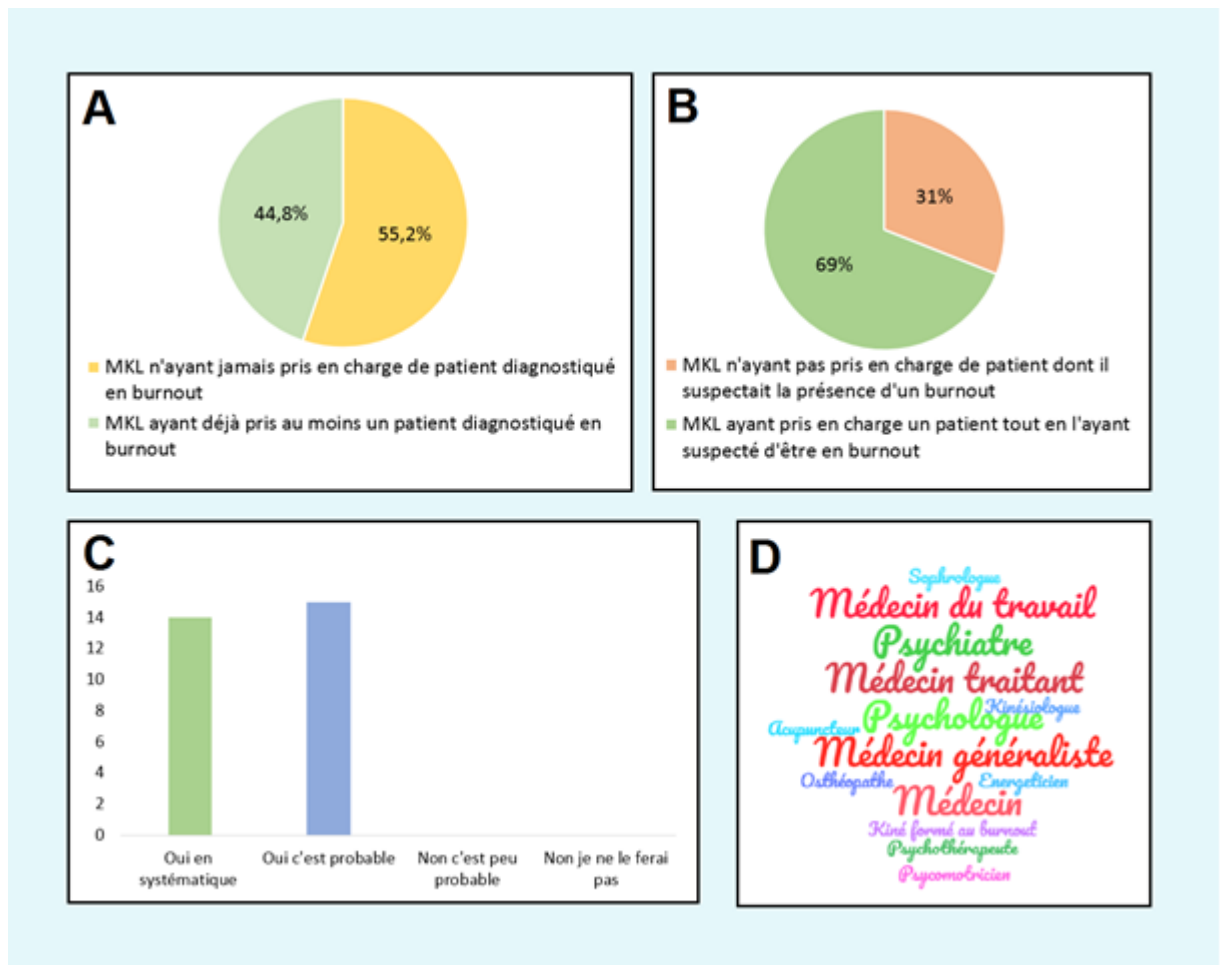 A
44,8%
55,2%
MKL n'ayant jamais pris en charge de patient diagnostiqué
en burnout
MKL ayant déjà pris au moins un patient diagnostiqué en
burnout
B
31%
69%
MKL n'ayant pas pris en charge de patient dont il
suspectait la présence d'un burnout
MKL ayant pris en charge un patient tout en l'ayant
suspecté d'être en burnout
C
16
14
12
10
8
6
4
2
0
Oui en
systématique
Oui c'est probable
Non c'est peu
probable
Non je ne le ferai
pas
D
Sophrologue
Médecin du travail
Psychiatre
Médecin traitant
Kinésiologue
Psychologue
Acupuncteur
Médecin généraliste
Osthéopathe
Energeticien
Médecin
Kiné formé au burnout
Psychothérapeute
Psycomotricien